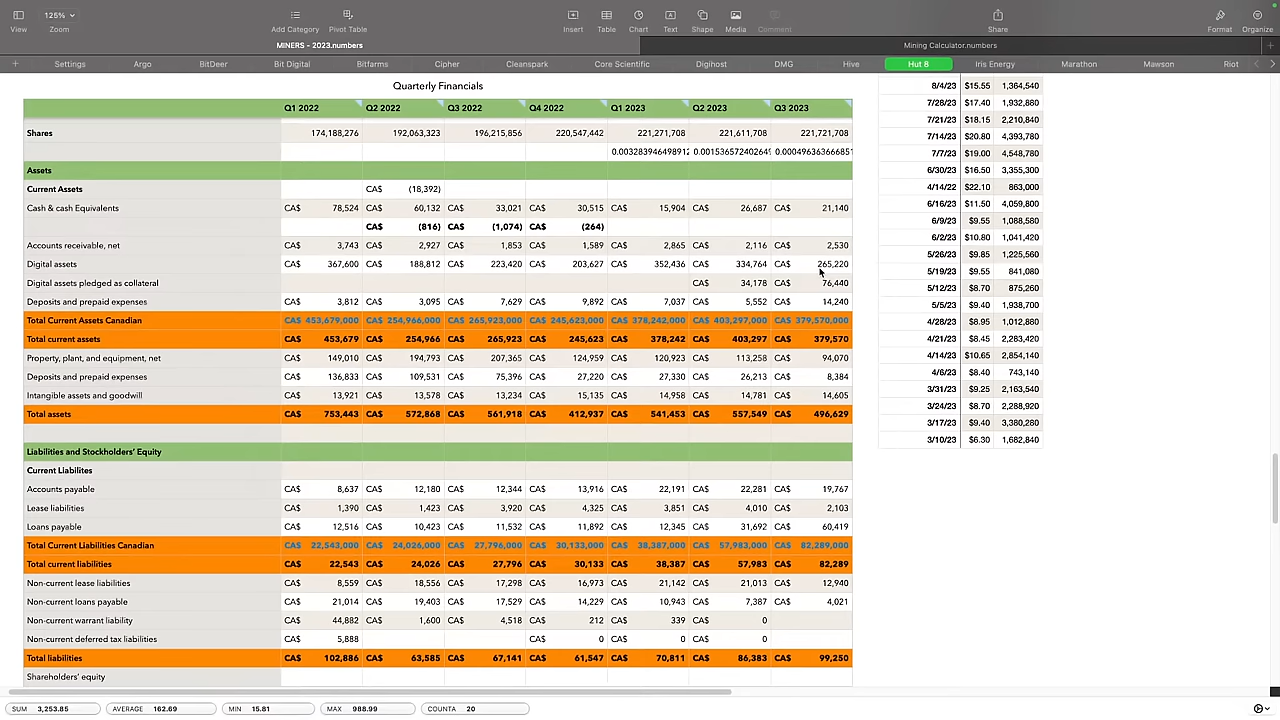 125%
View Zoom Add Category Pivot Table Insert Table Chart Text Shape Media Comment Share Format Organize
MINERS - 2023.numbers Mining Calculator.numbers
Settings Argo BitDeer Bit Digital Bitfarms Cipher Cleanspark Core Scientific Digihost DMG Hive Hut 8 Iris Energy Marathon Mawson Riot
Quarterly Financials
Q1 2022 Q2 2022 Q3 2022 Q4 2022 Q1 2023 Q2 2023 Q3 2023
Shares 174,188,276 192,063,323 196,215,856 220,547,442 221,271,708 221,611,708 221,721,708
Assets
Current Assets CA$ (18,392)
Cash & cash Equivalents CA$ 78,524 CA$ 60,132 CA$ 33,021 CA$ 30,515 CA$ 15,904 CA$ 26,687 CA$ 21,140
CA$ (816) CA$ (1,074) CA$ (264)
Accounts receivable, net CA$ 3,743 CA$ 2,927 CA$ 1,853 CA$ 1,589 CA$ 2,865 CA$ 2,116 CA$ 2,530
Digital assets CA$ 367,600 CA$ 188,812 CA$ 223,420 CA$ 203,627 CA$ 352,436 CA$ 334,764 CA$ 265,220
Digital assets pledged as collateral CA$ 34,178 CA$ 76,440
Deposits and prepaid expenses CA$ 3,812 CA$ 3,095 CA$ 7,629 CA$ 9,892 CA$ 7,037 CA$ 5,552 CA$ 14,240
Total Current Assets Canadian CA$ 453,679,000 CA$ 254,966,000 CA$ 265,923,000 CA$ 245,623,000 CA$ 378,242,000 CA$ 403,297,000 CA$ 379,570,000
Total current assets CA$ 453,679 CA$ 254,966 CA$ 265,923 CA$ 245,623 CA$ 378,242 CA$ 403,297 CA$ 379,570
Property, plant, and equipment, net CA$ 149,010 CA$ 194,793 CA$ 207,365 CA$ 124,959 CA$ 120,923 CA$ 113,258 CA$ 94,070
Deposits and prepaid expenses CA$ 136,833 CA$ 109,531 CA$ 75,396 CA$ 27,220 CA$ 27,330 CA$ 26,213 CA$ 8,384
Intangible assets and goodwill CA$ 13,921 CA$ 13,578 CA$ 13,234 CA$ 15,135 CA$ 14,958 CA$ 14,781 CA$ 14,605
Total assets CA$ 753,443 CA$ 572,868 CA$ 561,918 CA$ 412,937 CA$ 541,453 CA$ 557,549 CA$ 496,629
Liabilities and Stockholders' Equity
Current Liabilites
Accounts payable CA$ 8,637 CA$ 12,180 CA$ 12,344 CA$ 13,916 CA$ 22,191 CA$ 22,281 CA$ 19,767
Lease liabilities CA$ 1,390 CA$ 1,423 CA$ 3,920 CA$ 4,325 CA$ 3,851 CA$ 4,010 CA$ 2,103
Loans payable CA$ 12,516 CA$ 10,423 CA$ 11,532 CA$ 11,892 CA$ 12,345 CA$ 31,692 CA$ 60,419
Total Current Liabilities Canadian CA$ 22,543,000 CA$ 24,026,000 CA$ 27,796,000 CA$ 30,133,000 CA$ 38,387,000 CA$ 57,983,000 CA$ 82,289,000
Total current liabilities CA$ 22,543 CA$ 24,026 CA$ 27,796 CA$ 30,133 CA$ 38,387 CA$ 57,983 CA$ 82,289
Non-current lease liabilities CA$ 8,559 CA$ 18,556 CA$ 17,298 CA$ 16,973 CA$ 21,142 CA$ 21,013 CA$ 12,940
Non-current loans payable CA$ 21,014 CA$ 19,403 CA$ 17,529 CA$ 14,229 CA$ 10,943 CA$ 7,387 CA$ 4,021
Non-current warrant liability CA$ 44,882 CA$ 1,600 CA$ 4,518 CA$ 212 CA$ 339 CA$ 0
Non-current deferred tax liabilities CA$ 5,888 CA$ 0 CA$ 0 CA$ 0
Total liabilities CA$ 102,886 CA$ 63,585 CA$ 67,141 CA$ 61,547 CA$ 70,811 CA$ 86,383 CA$ 99,250
Shareholders' equity
8/4/23 $15.55 1,364,540
7/28/23 $17.40 1,932,880
7/21/23 $18.15 2,210,840
7/14/23 $20.80 4,393,780
7/7/23 $19.00 4,548,780
6/30/23 $16.50 3,355,300
4/14/22 $22.10 863,000
6/16/23 $11.50 4,059,800
6/9/23 $9.55 1,088,580
6/2/23 $10.80 1,041,420
5/26/23 $9.85 1,225,560
5/19/23 $9.55 841,080
5/12/23 $8.70 875,260
5/5/23 $9.40 1,938,700
4/28/23 $8.95 1,012,880
4/21/23 $8.45 2,283,420
4/14/23 $10.65 2,854,140
4/6/23 $8.40 743,140
3/31/23 $9.25 2,163,540
3/24/23 $8.70 2,288,920
3/17/23 $9.40 3,380,280
3/10/23 $6.30 1,682,840
SUM 3,253.85 AVERAGE 162.69 MIN 15.81 MAX 988.99 COUNTA 20